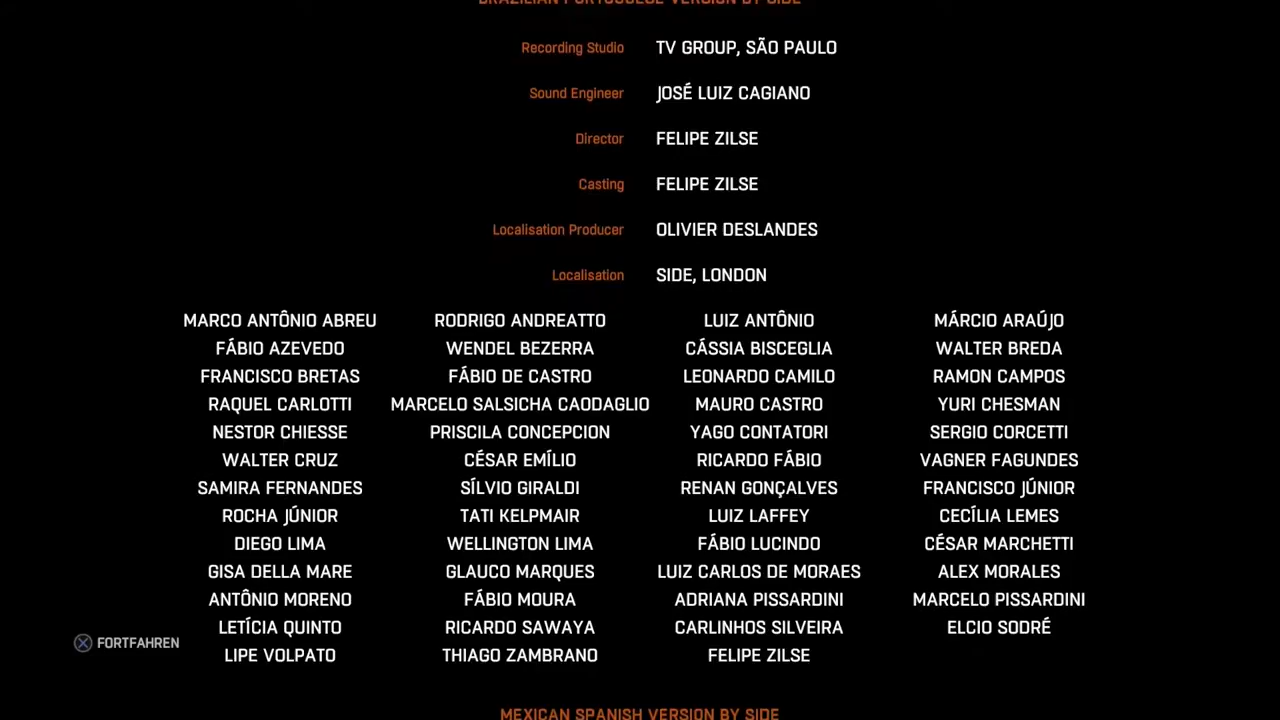 BRAZILIAN PORTUGUESE VERSION BY SIDE
Recording Studio TV GROUP, SÃO PAULO
Sound Engineer JOSÉ LUIZ CAGIANO
Director FELIPE ZILSE
Casting FELIPE ZILSE
Localisation Producer OLIVIER DESLANDES
Localisation SIDE, LONDON
MARCO ANTÔNIO ABREU RODRIGO ANDREATTO LUIZ ANTÔNIO MÁRCIO ARAÚJO
FÁBIO AZEVEDO WENDEL BEZERRA CÁSSIA BISCEGLIA WALTER BREDA
FRANCISCO BRETAS FÁBIO DE CASTRO LEONARDO CAMILO RAMON CAMPOS
RAQUEL CARLOTTI MARCELO SALSICHA CAODAGLIO MAURO CASTRO YURI CHESMAN
NESTOR CHIESSE PRISCILA CONCEPCION YAGO CONTATORI SERGIO CORCETTI
WALTER CRUZ CÉSAR EMÍLIO RICARDO FÁBIO VAGNER FAGUNDES
SAMIRA FERNANDES SÍLVIO GIRALDI RENAN GONÇALVES FRANCISCO JÚNIOR
ROCHA JÚNIOR TATI KELPMAIR LUIZ LAFFEY CECÍLIA LEMES
DIEGO LIMA WELLINGTON LIMA FÁBIO LUCINDO CÉSAR MARCHETTI
GISA DELLA MARE GLAUCO MARQUES LUIZ CARLOS DE MORAES ALEX MORALES
ANTÔNIO MORENO FÁBIO MOURA ADRIANA PISSARDINI MARCELO PISSARDINI
LETÍCIA QUINTO RICARDO SAWAYA CARLINHOS SILVEIRA ELCIO SODRÉ
FORTFAHREN
LIPE VOLPATO THIAGO ZAMBRANO FELIPE ZILSE
MEXICAN SPANISH VERSION BY SIDE